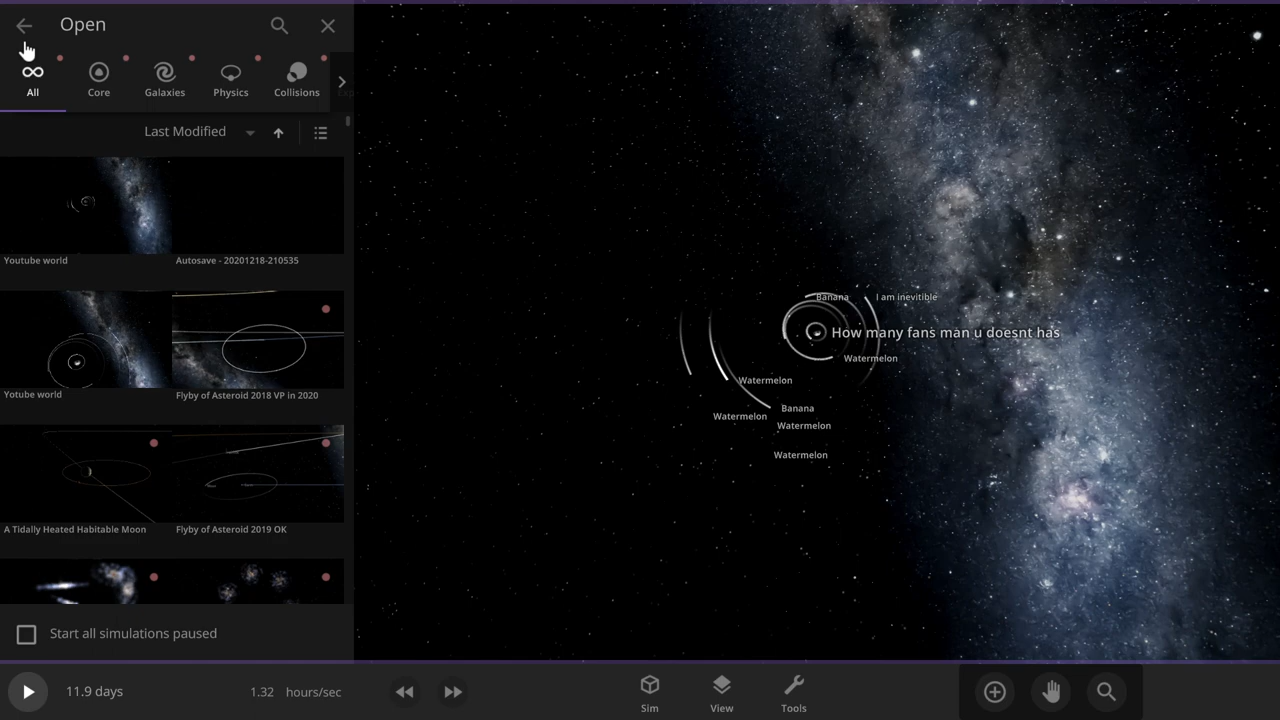 Open
All
Core
Galaxies
Physics
Collisions
Last Modified
Youtube world
Autosave - 20201218-210535
Yotube world
Flyby of Asteroid 2018 VP in 2020
A Tidally Heated Habitable Moon
Flyby of Asteroid 2019 OK
Start all simulations paused
Banana
I am inevitible
How many fans man u doesnt has
Watermelon
Watermelon
Banana
Watermelon
Watermelon
Watermelon
11.9 days
1.32 hours/sec
Sim
View
Tools